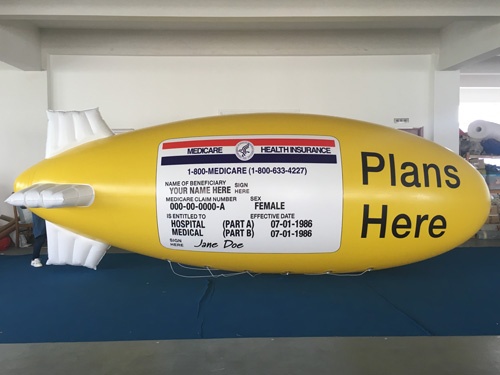 MEDICARE HEALTH INSURANCE
1-800-MEDICARE (1-800-633-4227)
NAME OF BENEFICIARY
YOUR NAME HERE SIGN HERE
MEDICARE CLAIM NUMBER SEX
000-00-0000-A FEMALE
IS ENTITLED TO EFFECTIVE DATE
HOSPITAL (PART A) 07-01-1986
MEDICAL (PART B) 07-01-1986
SIGN HERE Jane Doe
Plans
Here